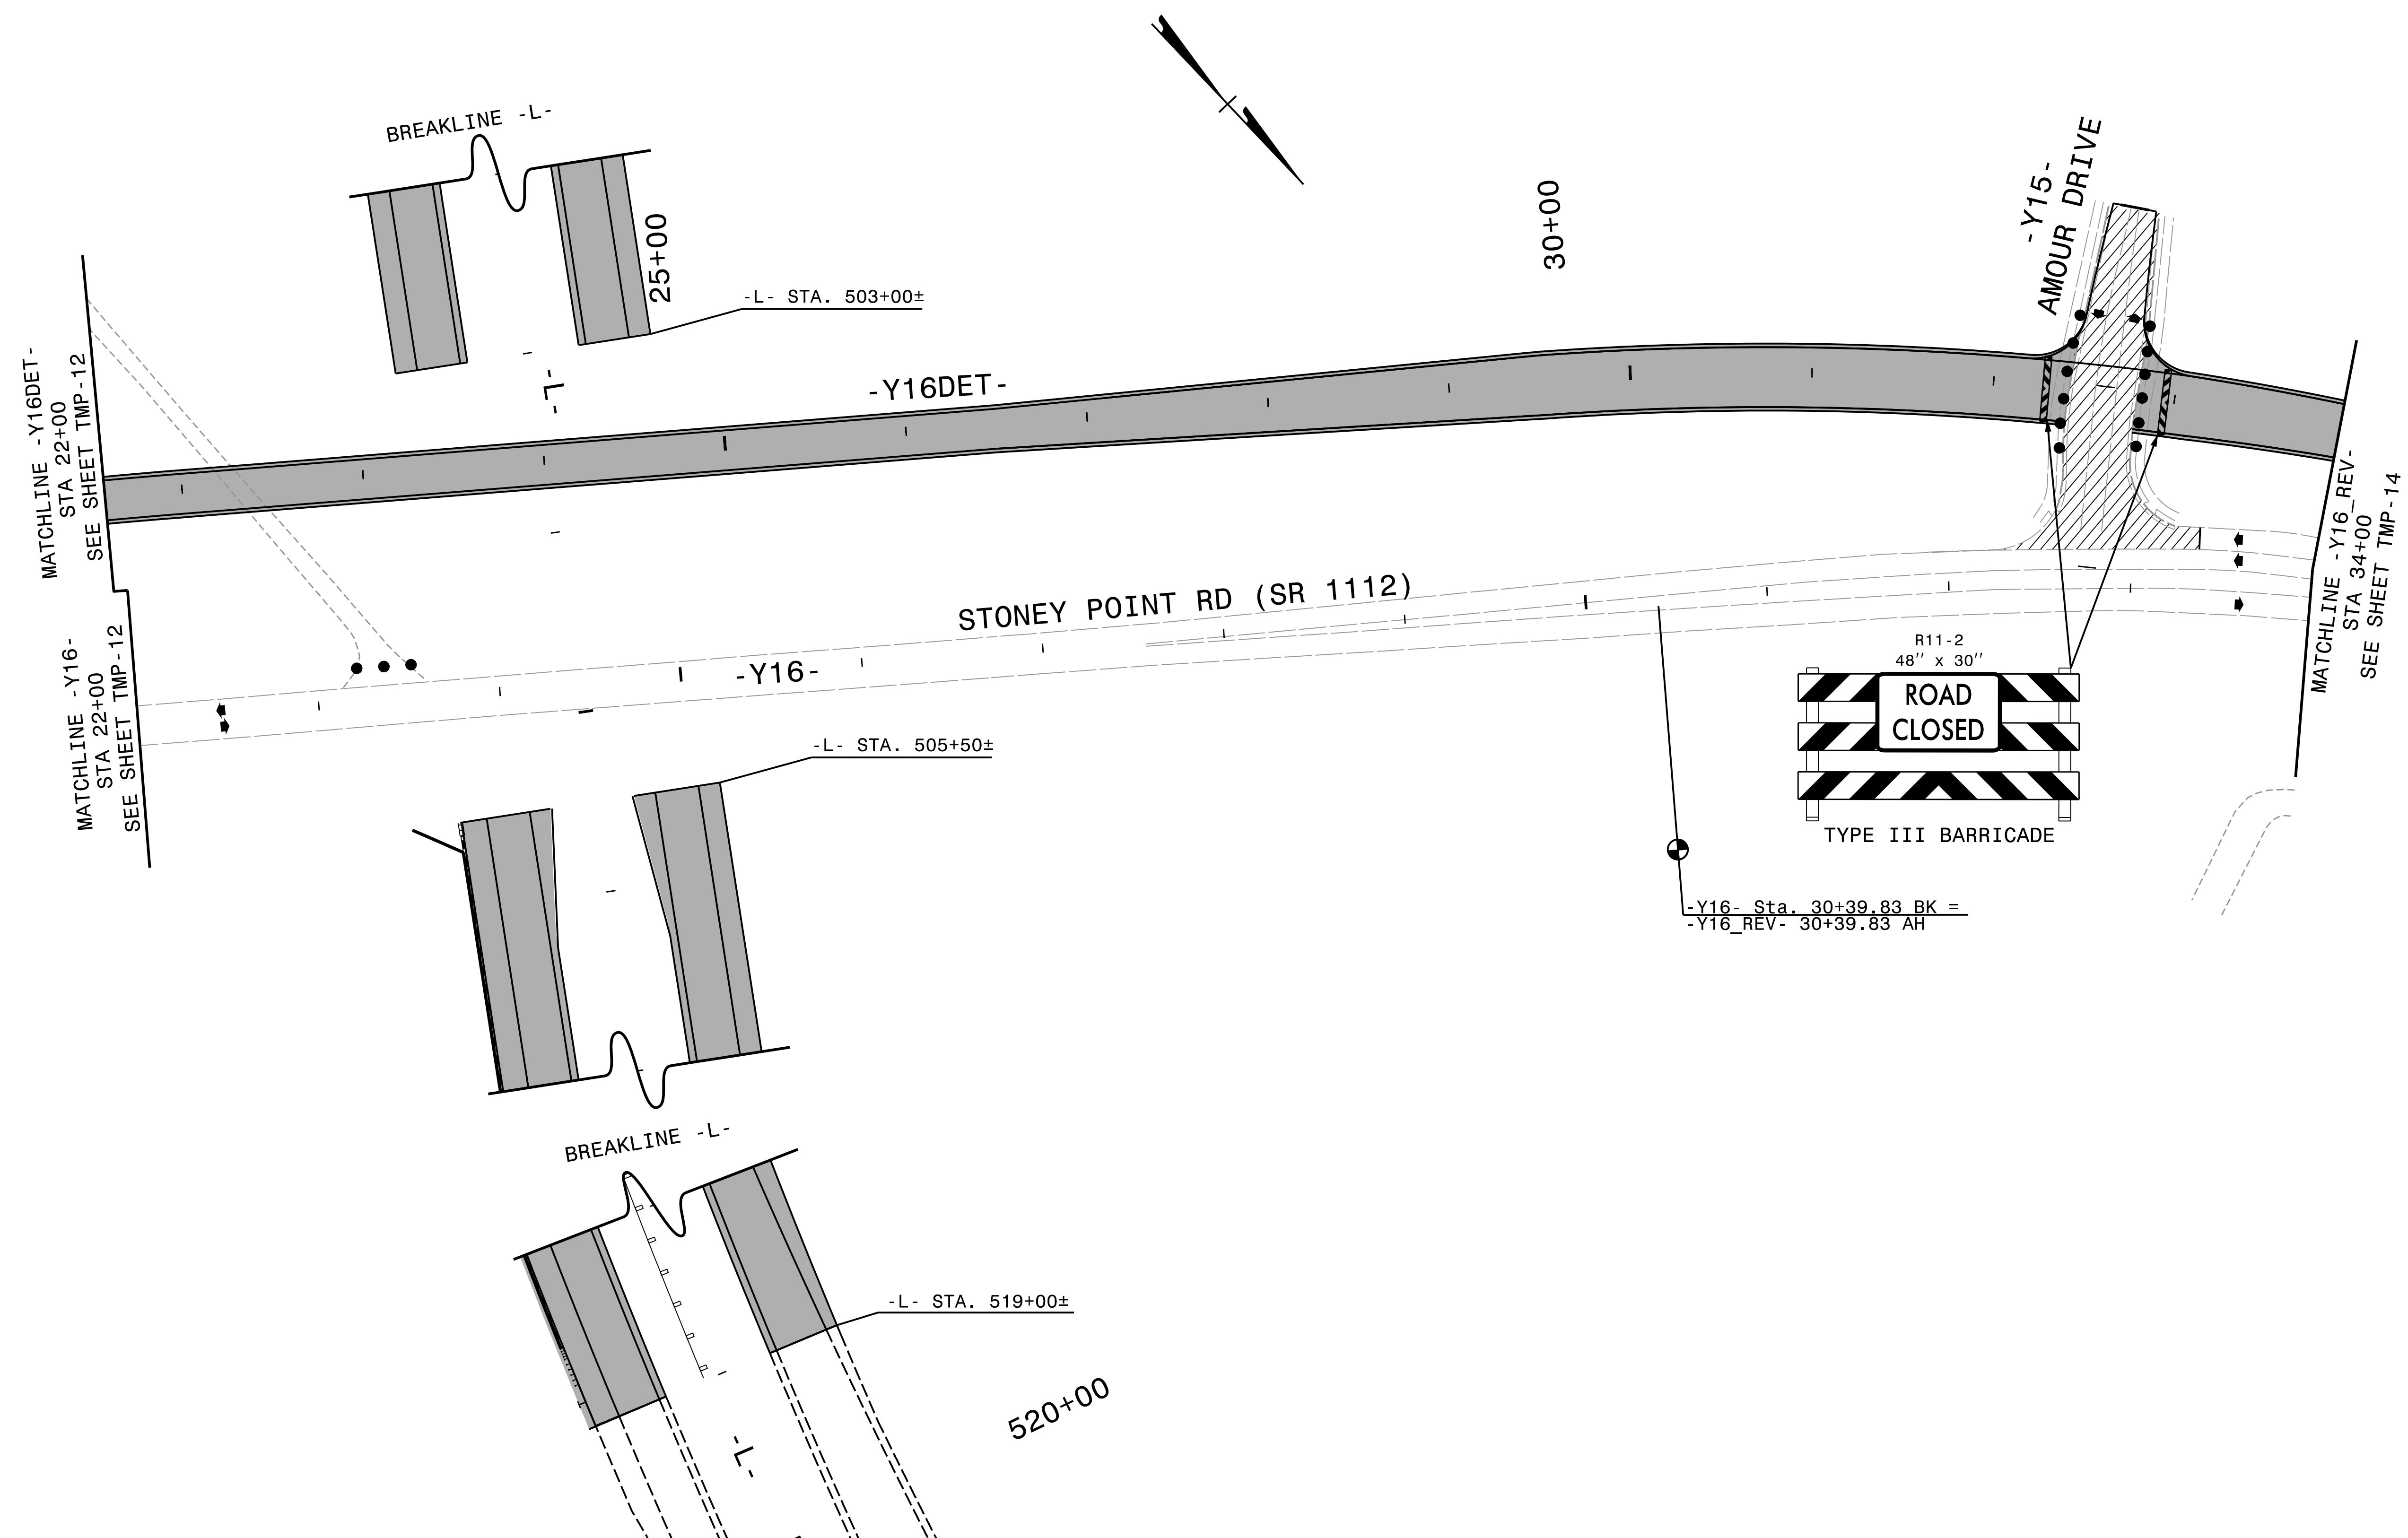 BREAKLINE -L-
25+00
-L- STA. 503+00±
-L-
-Y16DET-
30+00
-Y15-
AMOUR DRIVE
MATCHLINE -Y16DET-
STA 22+00
SEE SHEET TMP-12
MATCHLINE -Y16-
STA 22+00
SEE SHEET TMP-12
STONEY POINT RD (SR 1112)
-Y16-
MATCHLINE -Y16_REV-
STA 34+00
SEE SHEET TMP-14
R11-2
48" x 30"
ROAD
CLOSED
TYPE III BARRICADE
-L- STA. 505+50±
-Y16- Sta. 30+39.83 BK =
-Y16_REV- 30+39.83 AH
BREAKLINE -L-
-L- STA. 519+00±
520+00
-L-